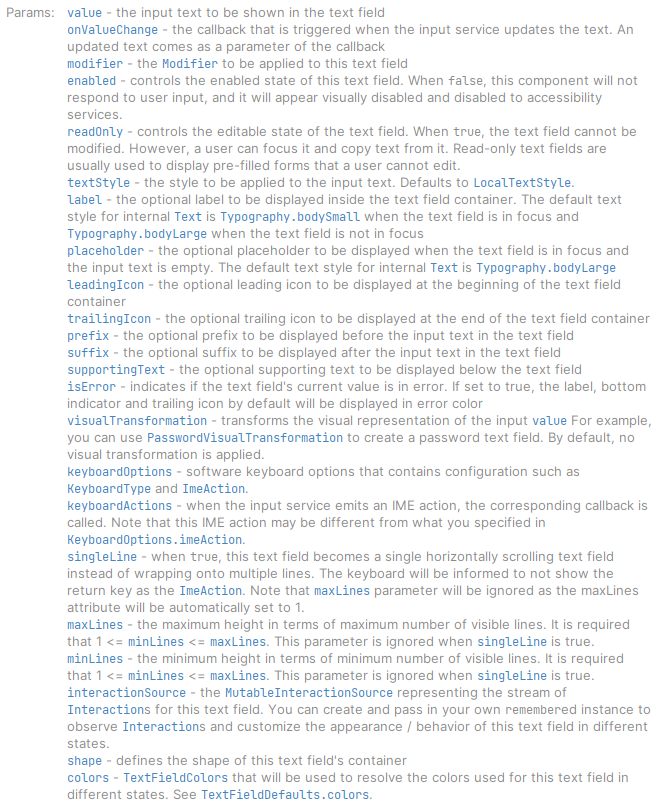 Params: value - the input text to be shown in the text field
onValueChange - the callback that is triggered when the input service updates the text. An
updated text comes as a parameter of the callback
modifier - the Modifier to be applied to this text field
enabled - controls the enabled state of this text field. When false, this component will not
respond to user input, and it will appear visually disabled and disabled to accessibility
services.
readOnly - controls the editable state of the text field. When true, the text field cannot be
modified. However, a user can focus it and copy text from it. Read-only text fields are
usually used to display pre-filled forms that a user cannot edit.
textStyle - the style to be applied to the input text. Defaults to LocalTextStyle.
label - the optional label to be displayed inside the text field container. The default text
style for internal Text is Typography.bodySmall when the text field is in focus and
Typography.bodyLarge when the text field is not in focus
placeholder - the optional placeholder to be displayed when the text field is in focus and
the input text is empty. The default text style for internal Text is Typography.bodyLarge
leadingIcon - the optional leading icon to be displayed at the beginning of the text field
container
trailingIcon - the optional trailing icon to be displayed at the end of the text field container
prefix - the optional prefix to be displayed before the input text in the text field
suffix - the optional suffix to be displayed after the input text in the text field
supportingText - the optional supporting text to be displayed below the text field
isError - indicates if the text field's current value is in error. If set to true, the label, bottom
indicator and trailing icon by default will be displayed in error color
visualTransformation - transforms the visual representation of the input value For example,
you can use PasswordVisualTransformation to create a password text field. By default, no
visual transformation is applied.
keyboardOptions - software keyboard options that contains configuration such as
KeyboardType and ImeAction.
keyboardActions - when the input service emits an IME action, the corresponding callback is
called. Note that this IME action may be different from what you specified in
KeyboardOptions.imeAction.
singleLine - when true, this text field becomes a single horizontally scrolling text field
instead of wrapping onto multiple lines. The keyboard will be informed to not show the
return key as the ImeAction. Note that maxLines parameter will be ignored as the maxLines
attribute will be automatically set to 1.
maxLines - the maximum height in terms of maximum number of visible lines. It is required
that 1 <= minLines <= maxLines. This parameter is ignored when singleLine is true.
minLines - the minimum height in terms of minimum number of visible lines. It is required
that 1 <= minLines <= maxLines. This parameter is ignored when singleLine is true.
interactionSource - the MutableInteractionSource representing the stream of
Interactions for this text field. You can create and pass in your own remembered instance to
observe Interactions and customize the appearance / behavior of this text field in different
states.
shape - defines the shape of this text field's container
colors - TextFieldColors that will be used to resolve the colors used for this text field in
different states. See TextFieldDefaults.colors.